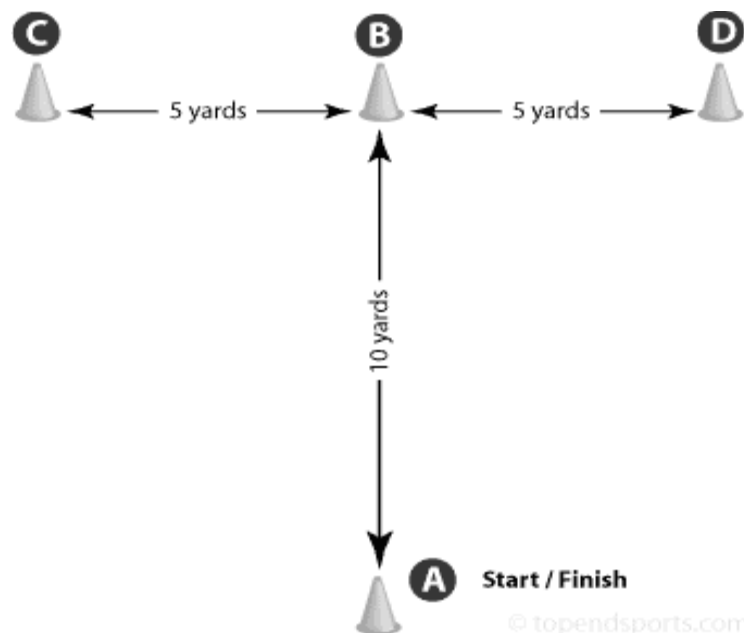 C
B
D
5 yards
5 yards
10 yards
A
Start / Finish
© topendsports.com